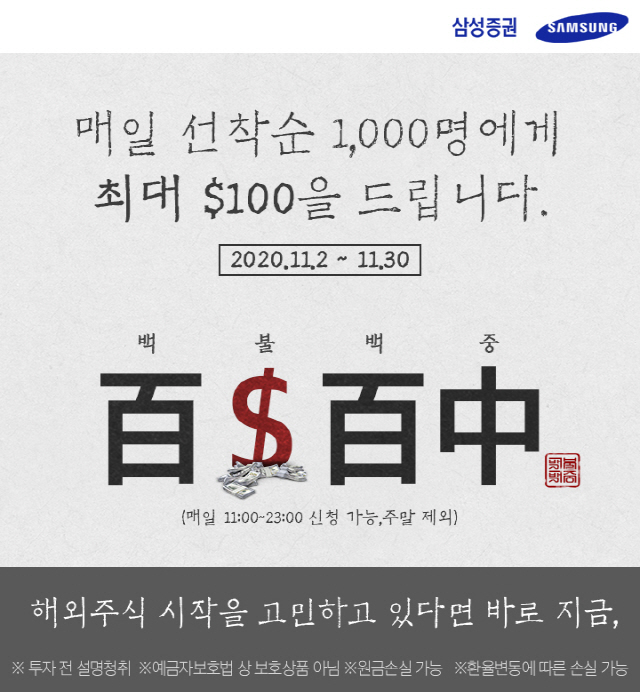 삼성증권 SAMSUNG
매일 선착순 1,000명에게
최대 $100을 드립니다.
2020.11.2 ~ 11.30
백 불 백 중
百 $ 百 中
(매일 11:00~23:00 신청 가능,주말 제외)
해외주식 시작을 고민하고 있다면 바로 지금,
※ 투자 전 설명청취 ※예금자보호법 상 보호상품 아님 ※원금손실 가능 ※환율변동에 따른 손실 가능